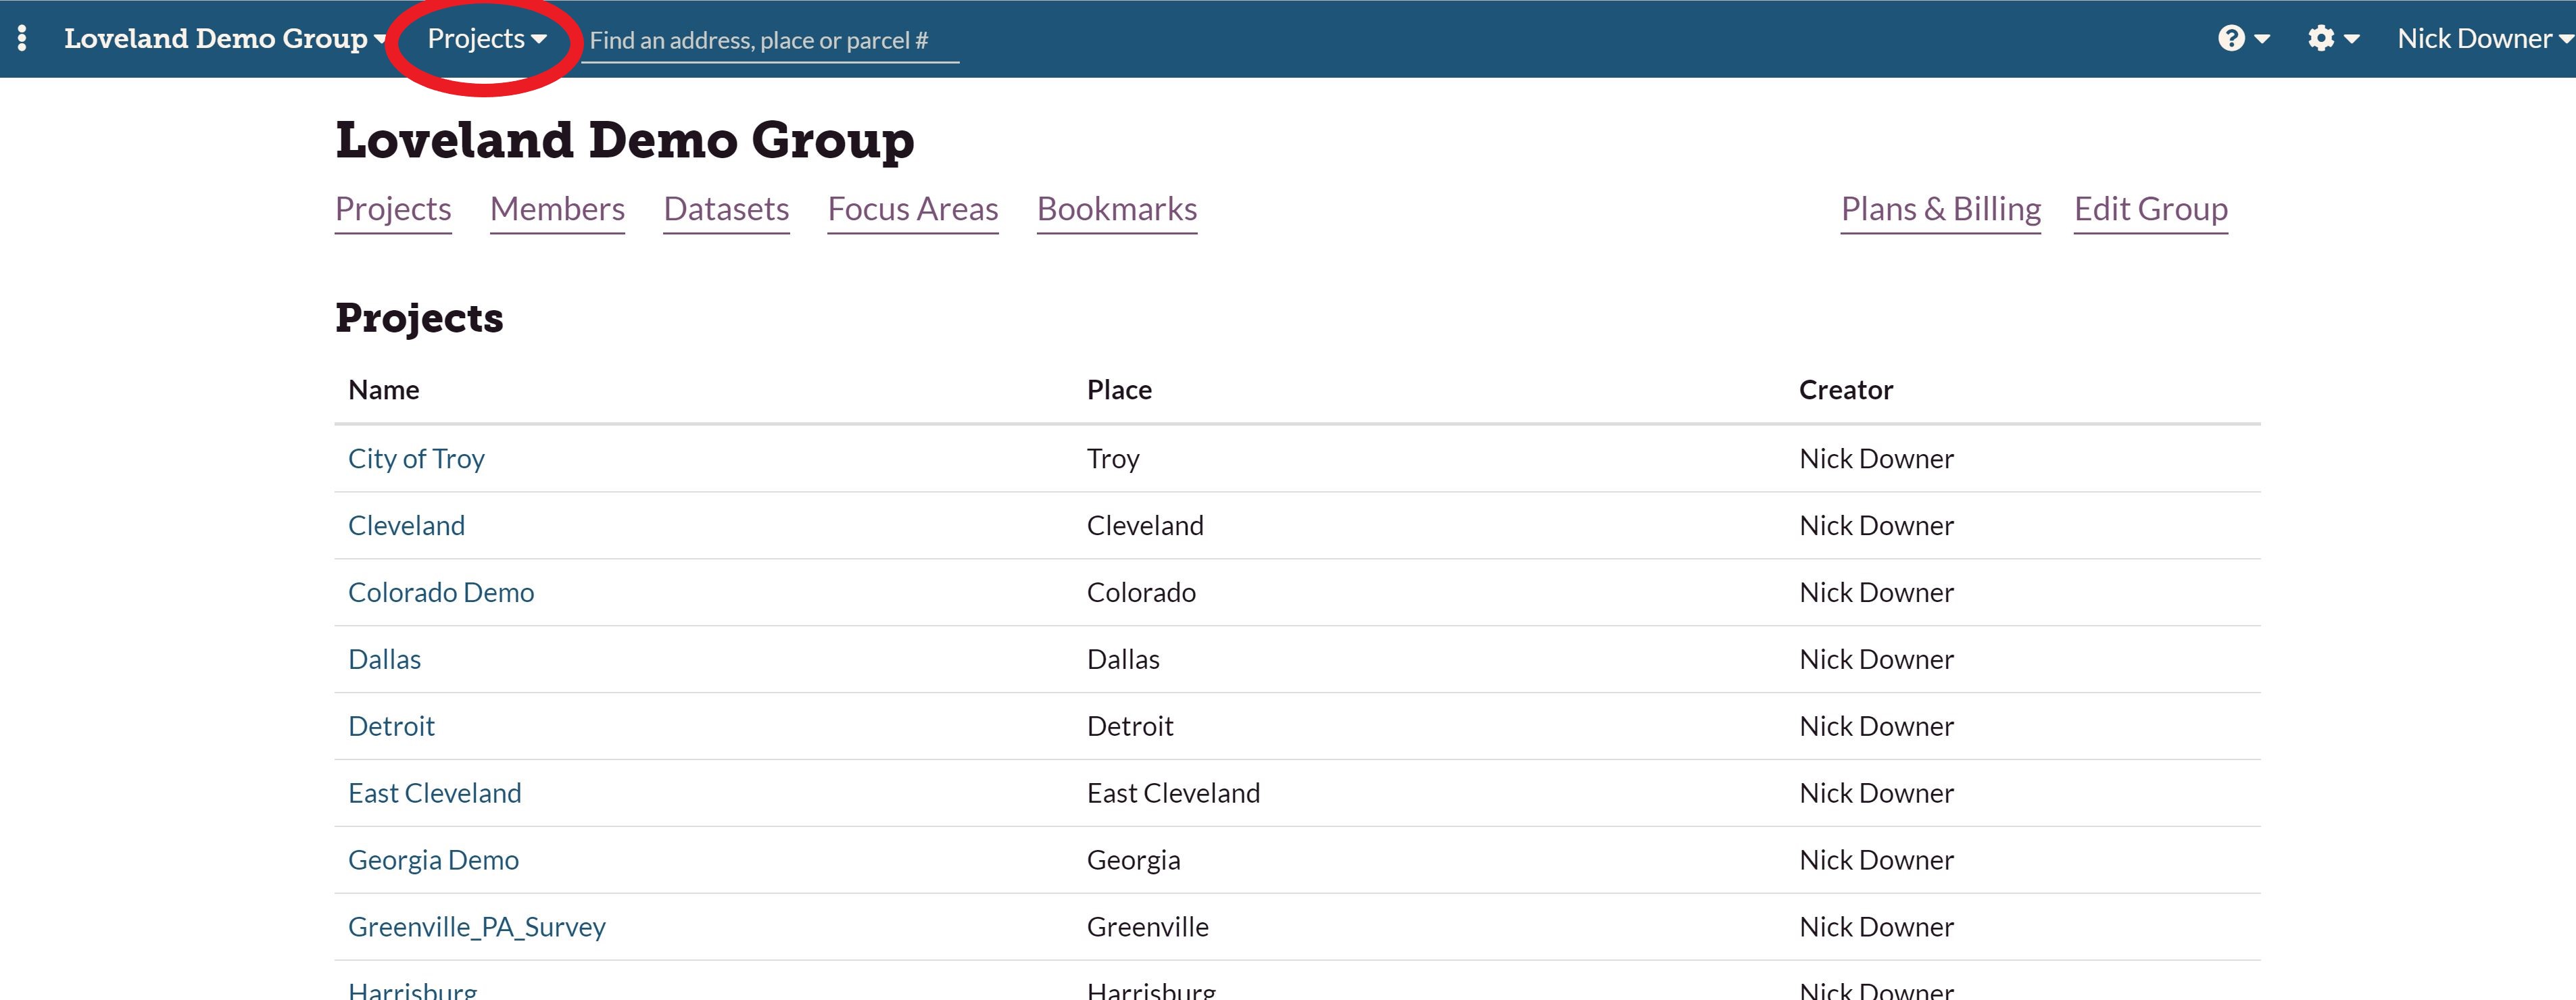 Loveland Demo Group Projects Find an address, place or parcel # Nick Downer
Loveland Demo Group
Projects Members Datasets Focus Areas Bookmarks Plans & Billing Edit Group
Projects
Name Place Creator
City of Troy Troy Nick Downer
Cleveland Cleveland Nick Downer
Colorado Demo Colorado Nick Downer
Dallas Dallas Nick Downer
Detroit Detroit Nick Downer
East Cleveland East Cleveland Nick Downer
Georgia Demo Georgia Nick Downer
Greenville_PA_Survey Greenville Nick Downer
Harrisburg Harrisburg Nick Downer